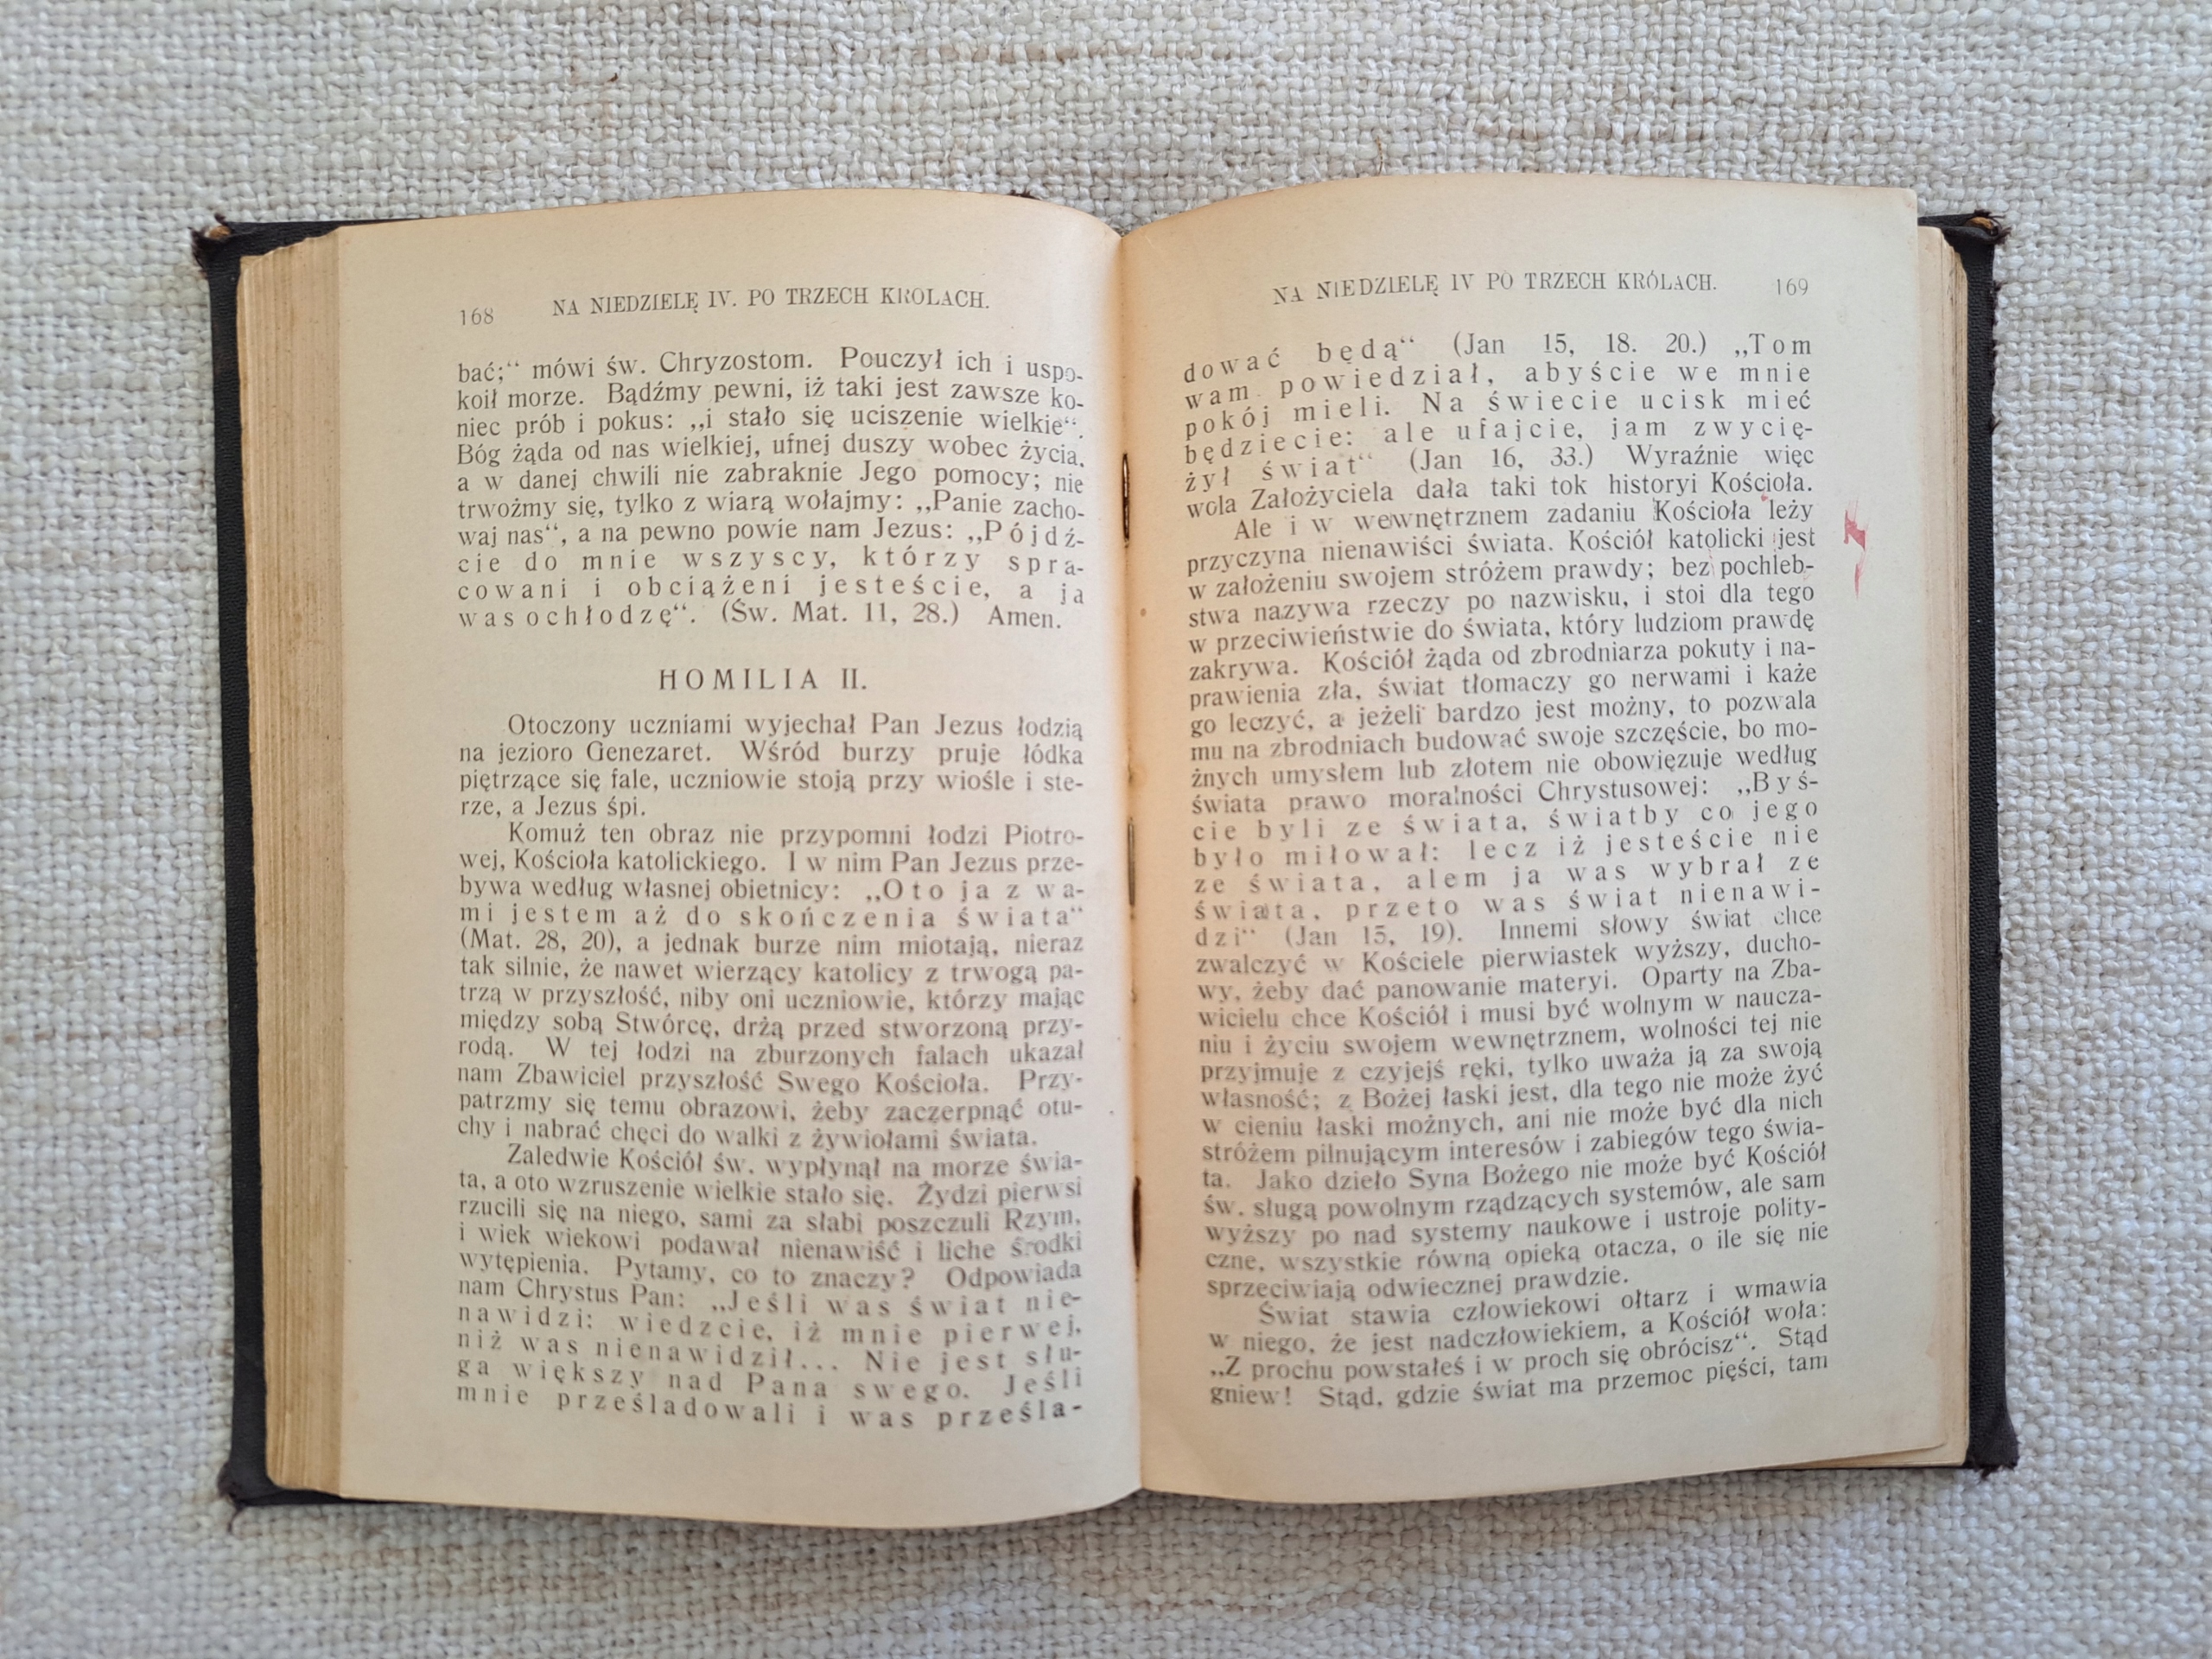 168 NA NIEDZIELĘ IV. PO TRZECH KROLACH.
bać;“ mówi św. Chryzostom. Pouczył ich i uspo-
koił morze. Bądźmy pewni, iż taki jest zawsze ko-
niec prób i pokus: „i stało się uciszenie wielkie“.
Bóg żąda od nas wielkiej, ufnej duszy wobec życia,
a w danej chwili nie zabraknie Jego pomocy; nie
trwożmy się, tylko z wiarą wołajmy: „Panie zacho-
waj nas“, a na pewno powie nam Jezus: „Pójdź-
cie do mnie wszyscy, którzy spra-
cowani i obciążeni jesteście, a ja
was ochłodzę“. (Św. Mat. 11, 28.) Amen.
HOMILIA II.
Otoczony uczniami wyjechał Pan Jezus łodzią
na jezioro Genezaret. Wśród burzy pruje łódka
piętrzące się fale, uczniowie stoją przy wiośle i ste-
rze, a Jezus śpi.
Komuż ten obraz nie przypomni łodzi Piotro-
wej, Kościoła katolickiego. I w nim Pan Jezus prze-
bywa według własnej obietnicy: „Oto ja z wa-
mi jestem aż do skończenia świata“
(Mat. 28, 20), a jednak burze nim miotają, nieraz
tak silnie, że nawet wierzący katolicy z trwogą pa-
trzą w przyszłość, niby oni uczniowie, którzy mając
między sobą Stwórcę, drżą przed stworzoną przy-
rodą. W tej łodzi na zburzonych falach ukazał
nam Zbawiciel przyszłość Swego Kościoła. Przy-
patrzmy się temu obrazowi, żeby zaczerpnąć otu-
chy i nabrać chęci do walki z żywiołami świata.
Zaledwie Kościół św. wypłynął na morze świa-
ta, a oto wzruszenie wielkie stało się. Żydzi pierwsi
rzucili się na niego, sami za słabi poszczuli Rzym,
i wiek wiekowi podawał nienawiść i liche środki
wytępienia. Pytamy, co to znaczy? Odpowiada
nam Chrystus Pan: „Jeśli was świat nie-
nawidzi: wiedzcie, iż mnie pierwej,
niż was nienawidził... Nie jest słu-
ga większy nad Pana swego. Jeśli
mnie prześladowali i was prześla-
NA NIEDZIELĘ IV PO TRZECH KRÓLACH. 169
dować będą“ (Jan 15, 18. 20.) „Tom
wam powiedział, abyście we mnie
pokój mieli. Na świecie ucisk mieć
będziecie: ale ufajcie, jam zwycię-
żył świat“ (Jan 16, 33.) Wyraźnie więc
wola Założyciela dała taki tok historyi Kościoła.
Ale i w wewnętrznem zadaniu Kościoła leży
przyczyna nienawiści świata. Kościół katolicki jest
w założeniu swojem stróżem prawdy; bez pochleb-
stwa nazywa rzeczy po nazwisku, i stoi dla tego
w przeciwieństwie do świata, który ludziom prawdę
zakrywa. Kościół żąda od zbrodniarza pokuty i na-
prawienia zła, świat tłomaczy go nerwami i każe
go leczyć, a jeżeli bardzo jest możny, to pozwala
mu na zbrodniach budować swoje szczęście, bo mo-
żnych umysłem lub złotem nie obowięzuje według
świata prawo moralności Chrystusowej: „Byś-
cie byli ze świata, światby co jego
było miłował: lecz iż jesteście nie
ze świata, alem ja was wybrał ze
świata, przeto was świat nienawi-
dzi“ (Jan 15, 19). Innemi słowy świat chce
zwalczyć w Kościele pierwiastek wyższy, ducho-
wy, żeby dać panowanie materyi. Oparty na Zba-
wicielu chce Kościół i musi być wolnym w naucza-
niu i życiu swojem wewnętrznem, wolności tej nie
przyjmuje z czyjejś ręki, tylko uważa ją za swoją
własność; z Bożej łaski jest, dla tego nie może żyć
w cieniu łaski możnych, ani nie może być dla nich
stróżem pilnującym interesów i zabiegów tego świa-
ta. Jako dzieło Syna Bożego nie może być Kościół
św. sługą powolnym rządzących systemów, ale sam
wyższy po nad systemy naukowe i ustroje polity-
czne, wszystkie równą opieką otacza, o ile się nie
sprzeciwiają odwiecznej prawdzie.
Świat stawia człowiekowi ołtarz i wmawia
w niego, że jest nadczłowiekiem, a Kościół woła:
„Z prochu powstałeś i w proch się obrócisz“. Stąd
gniew! Stąd, gdzie świat ma przemoc pięści, tam